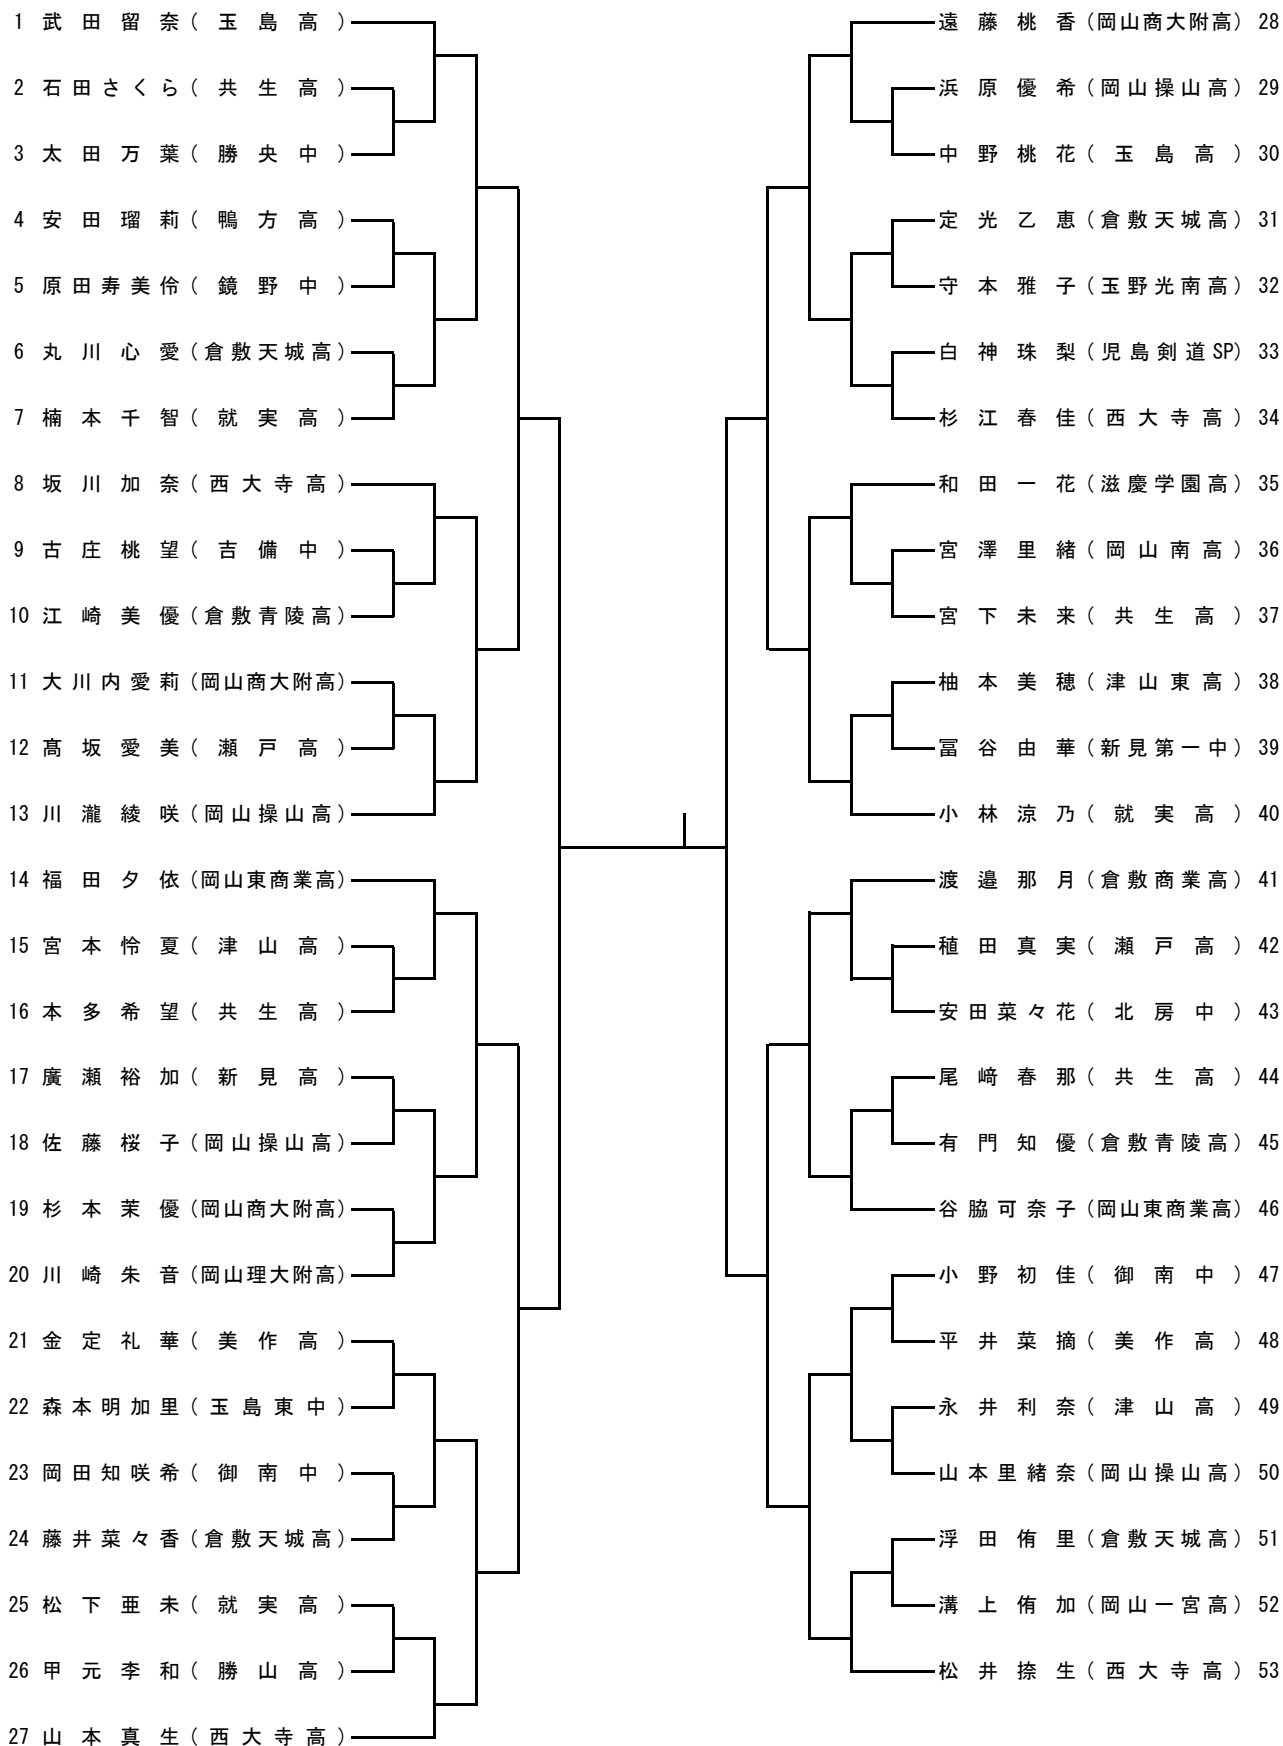 1 武田留奈(玉島高)
2 石田さくら(共生高)
3 太田万葉(勝央中)
4 安田瑠莉(鴨方高)
5 原田寿美伶(鏡野中)
6 丸川心愛(倉敷天城高)
7 楠本千智(就実高)
8 坂川加奈(西大寺高)
9 古庄桃望(吉備中)
10 江崎美優(倉敷青陵高)
11 大川内愛莉(岡山商大附高)
12 髙坂愛美(瀬戸高)
13 川瀧綾咲(岡山操山高)
14 福田夕依(岡山東商業高)
15 宮本怜夏(津山高)
16 本多希望(共生高)
17 廣瀬裕加(新見高)
18 佐藤桜子(岡山操山高)
19 杉本茉優(岡山商大附高)
20 川崎朱音(岡山理大附高)
21 金定礼華(美作高)
22 森本明加里(玉島東中)
23 岡田知咲希(御南中)
24 藤井菜々香(倉敷天城高)
25 松下亜未(就実高)
26 甲元李和(勝山高)
27 山本真生(西大寺高)
遠藤桃香(岡山商大附高) 28
浜原優希(岡山操山高) 29
中野桃花(玉島高) 30
定光乙恵(倉敷天城高) 31
守本雅子(玉野光南高) 32
白神珠梨(児島剣道SP) 33
杉江春佳(西大寺高) 34
和田一花(滋慶学園高) 35
宮澤里緒(岡山南高) 36
宮下未来(共生高) 37
柚本美穂(津山東高) 38
冨谷由華(新見第一中) 39
小林涼乃(就実高) 40
渡邉那月(倉敷商業高) 41
稙田真実(瀬戸高) 42
安田菜々花(北房中) 43
尾﨑春那(共生高) 44
有門知優(倉敷青陵高) 45
谷脇可奈子(岡山東商業高) 46
小野初佳(御南中) 47
平井菜摘(美作高) 48
永井利奈(津山高) 49
山本里緒奈(岡山操山高) 50
浮田侑里(倉敷天城高) 51
溝上侑加(岡山一宮高) 52
松井捺生(西大寺高) 53